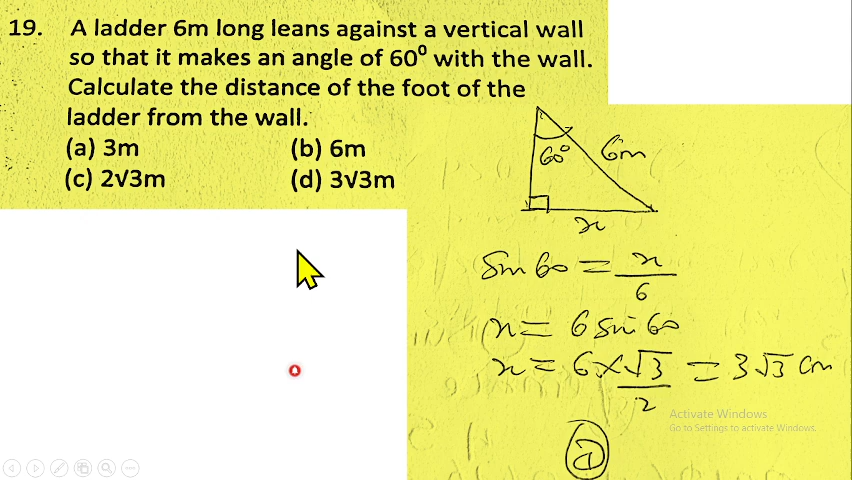 19. A ladder 6m long leans against a vertical wall
so that it makes an angle of 60⁰ with the wall.
Calculate the distance of the foot of the
ladder from the wall.
(a) 3m (b) 6m
(c) 2√3m (d) 3√3m
60° 6m
x
Sin 60 = x/6
x = 6 Sin 60
x = 6 × √3/2 = 3√3 cm
Activate Windows
Go to Settings to activate Windows.